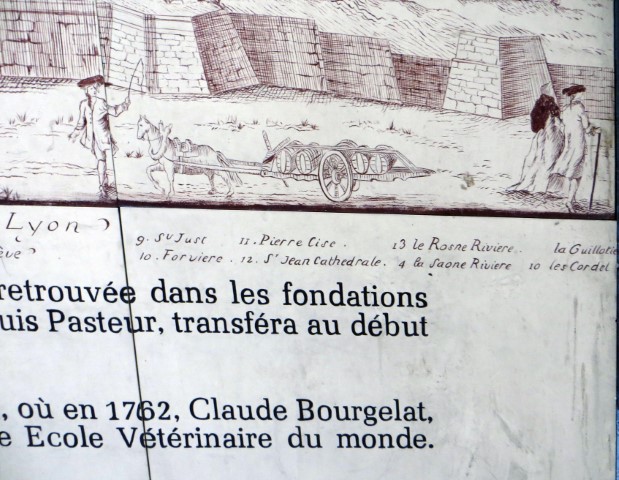 Lyon
9. St Just 11. Pierre Cise. 13 le Rosne Riviere.. la Guillotie
10. Forviere. 12. St Jean Cathedrale. 4 la Saone Riviere 10 les Cordel
retrouvée dans les fondations
uis Pasteur, transféra au début
, où en 1762, Claude Bourgelat,
e Ecole Vétérinaire du monde.